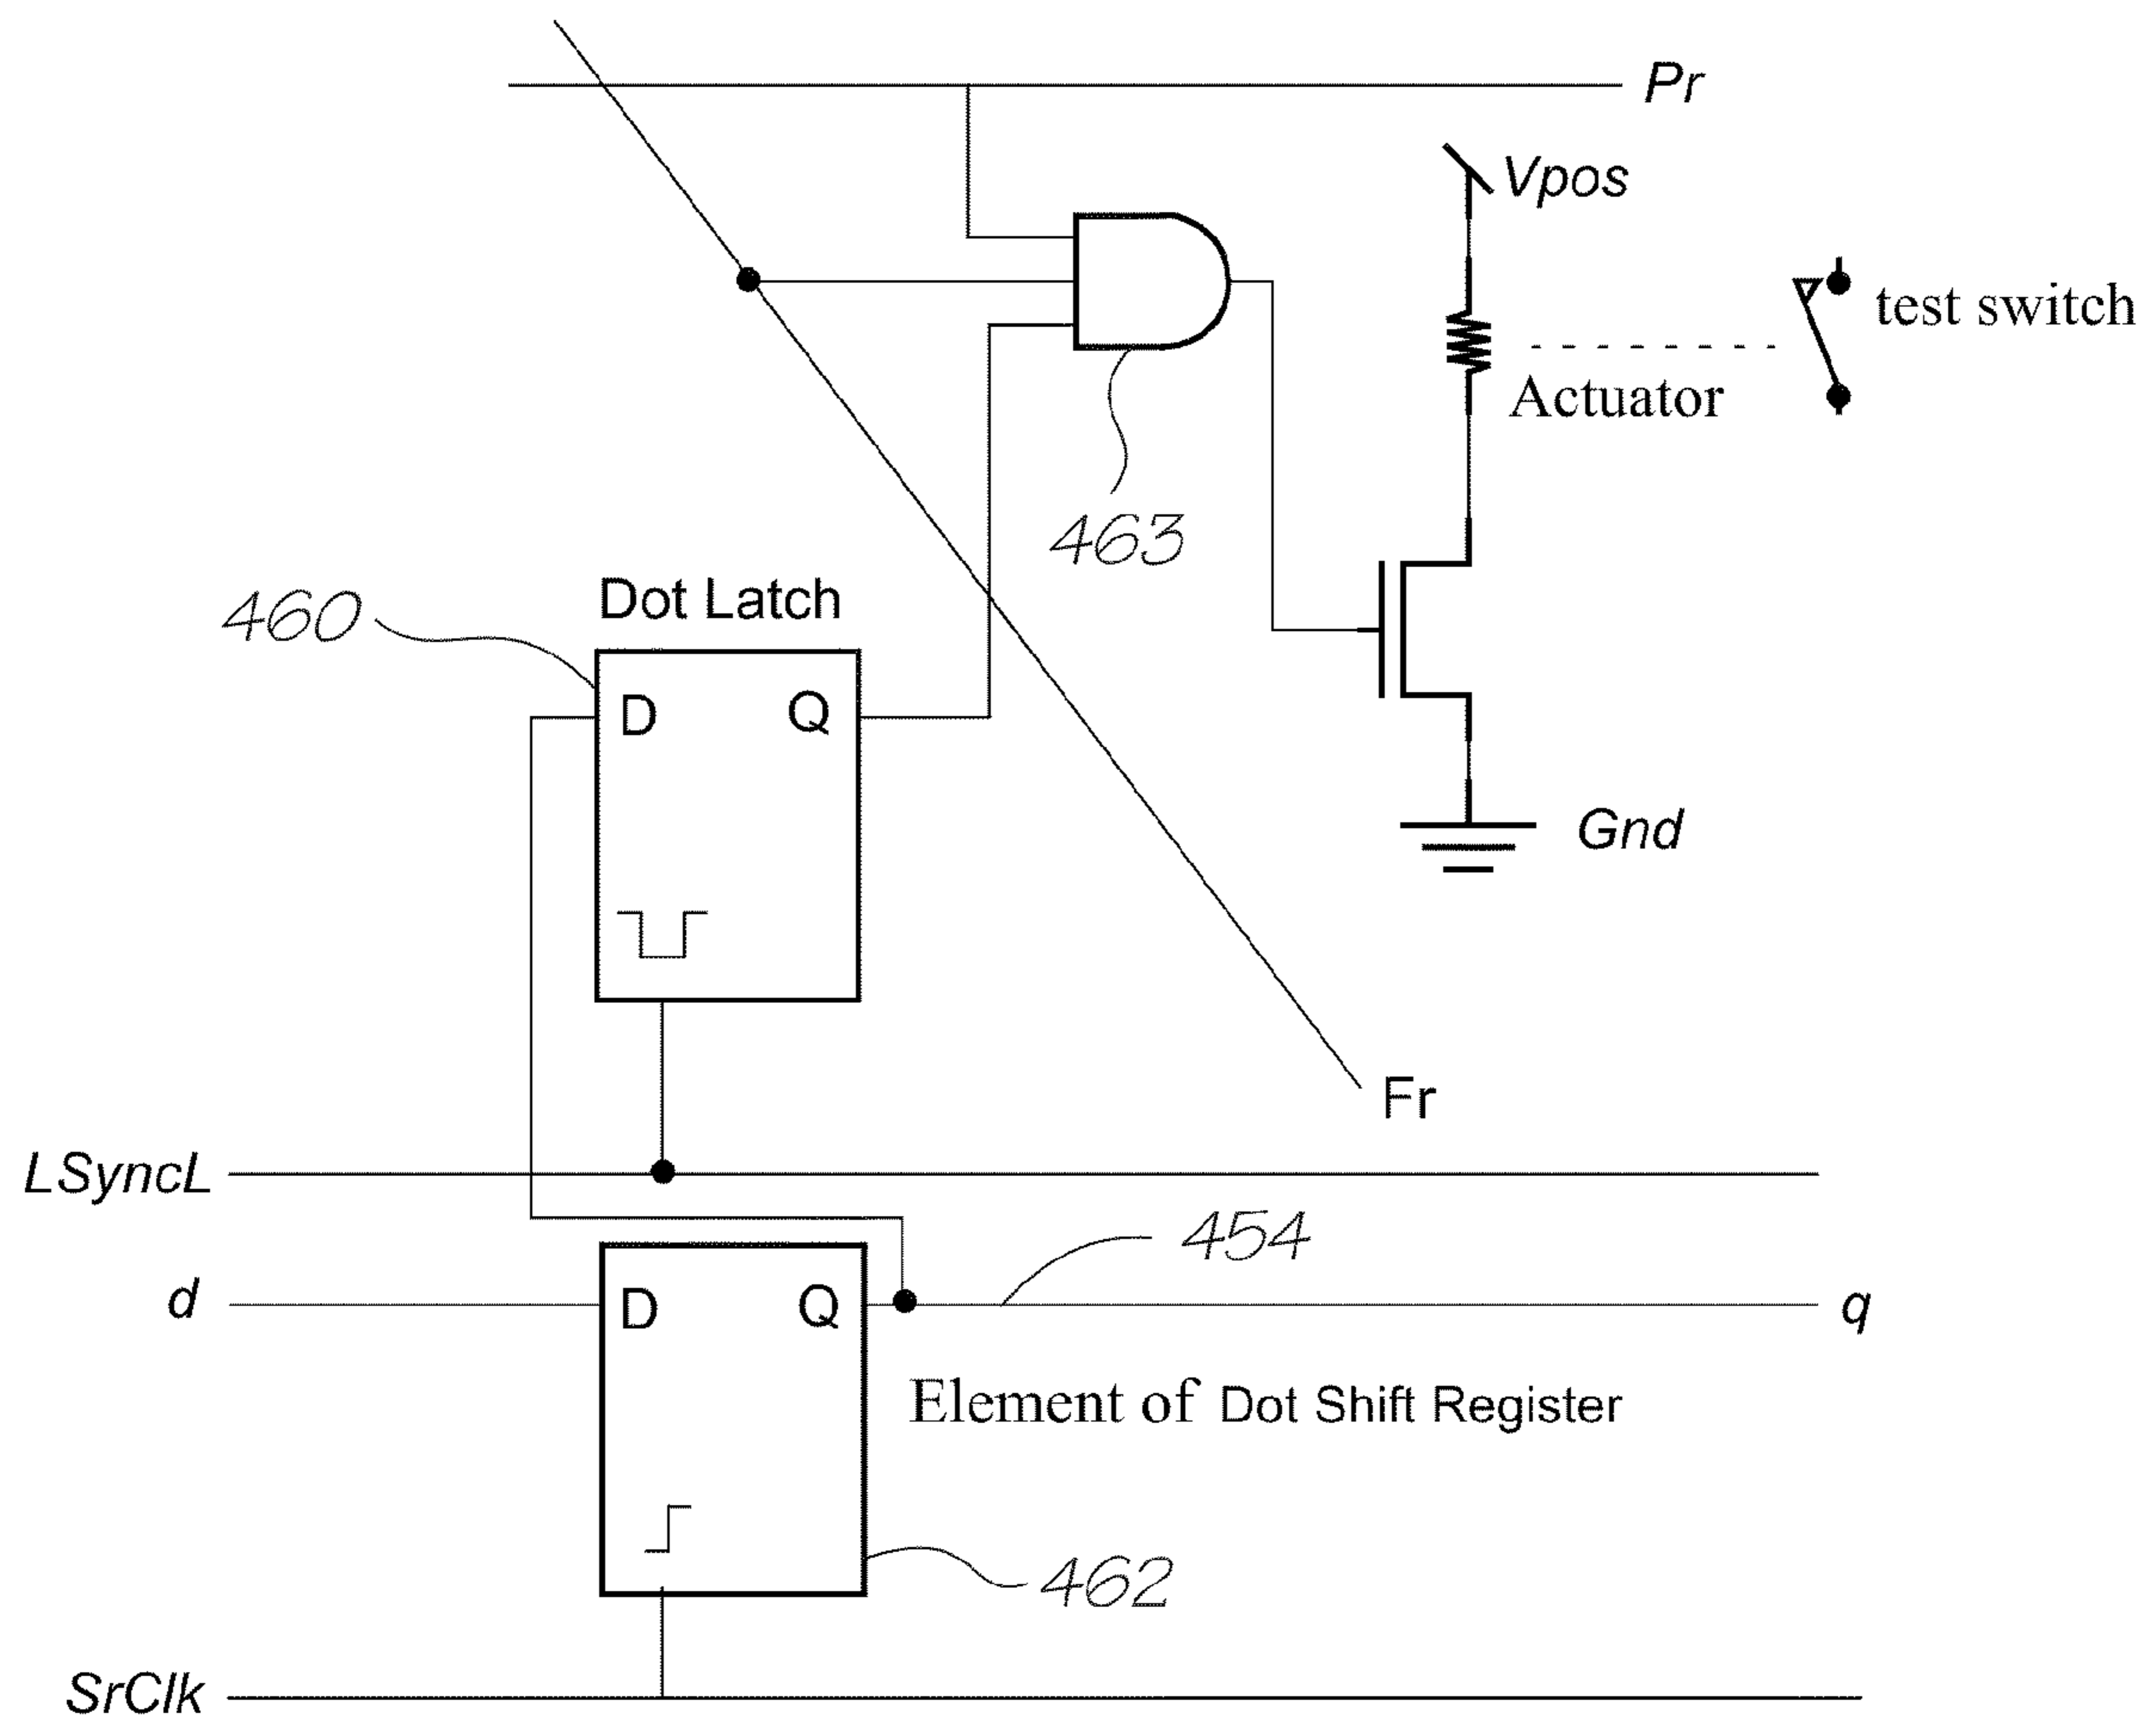 Pr
Vpos
test switch
Actuator
463
460
Dot Latch
D Q
Gnd
Fr
LSyncL
454
d
D Q
q
Element of Dot Shift Register
462
SrClk